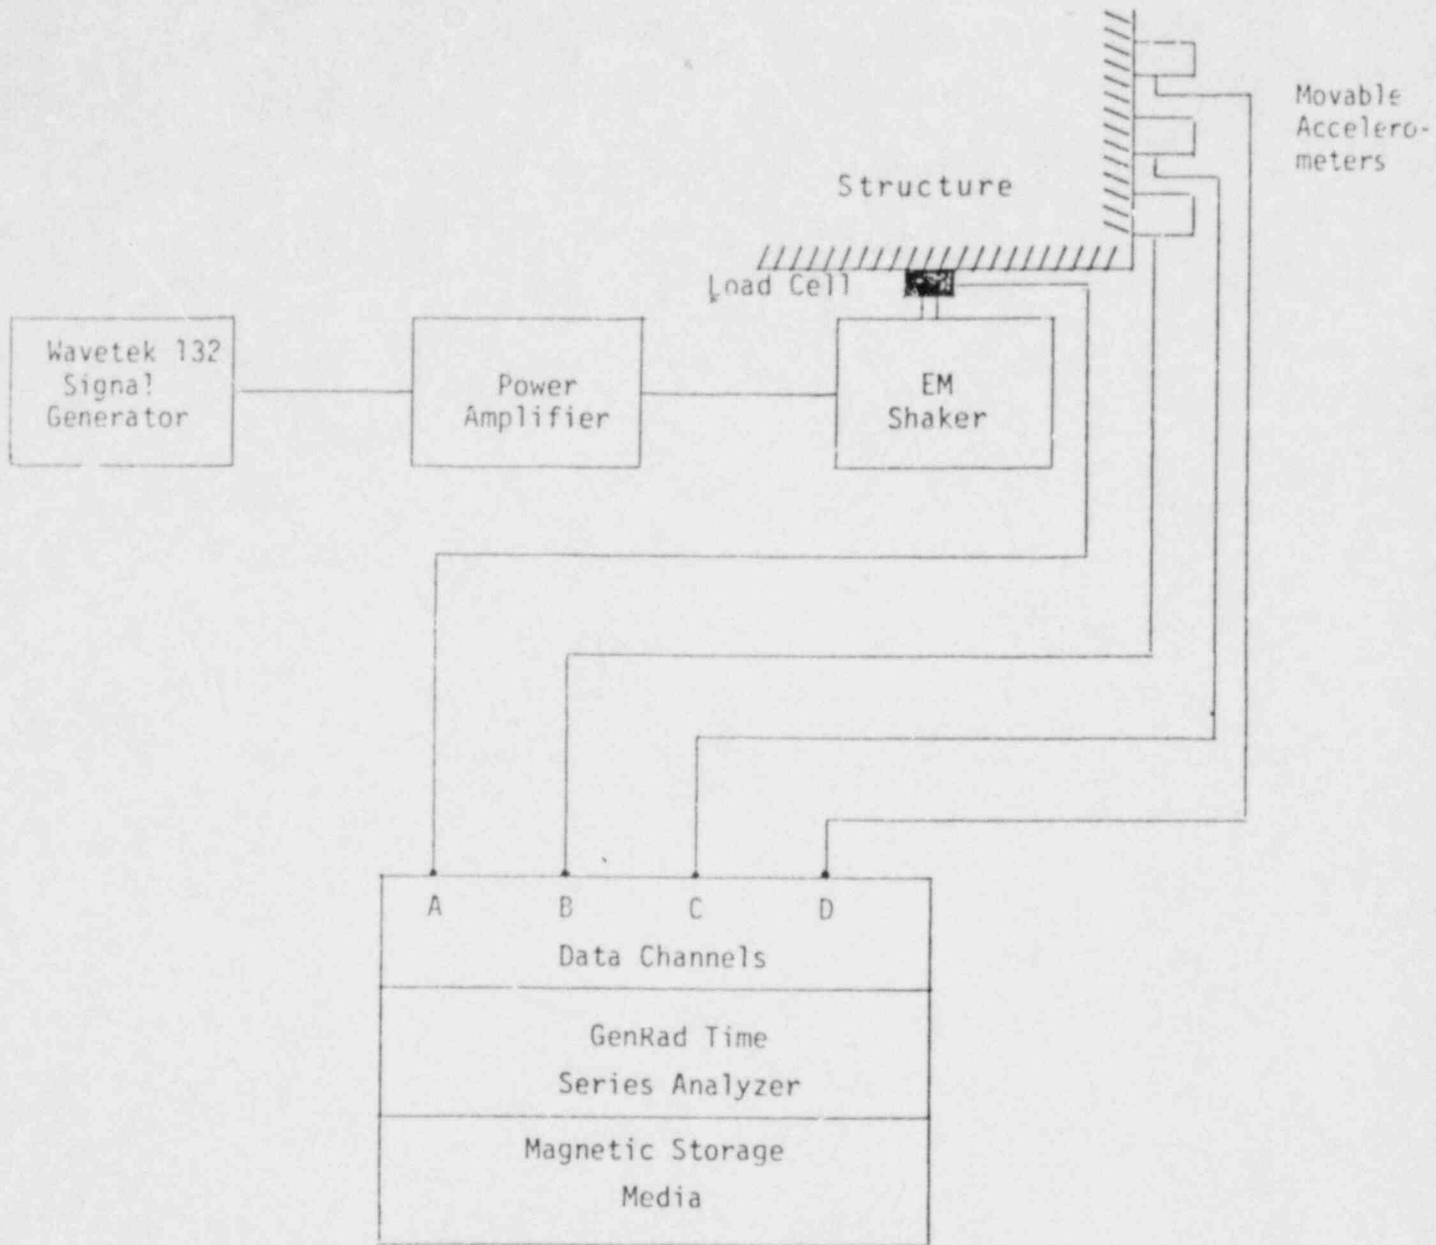 Movable
Accelero-
meters
Structure
Load Cell
Wavetek 132
Signal
Generator
Power
Amplifier
EM
Shaker
A B C D
Data Channels
GenRad Time
Series Analyzer
Magnetic Storage
Media